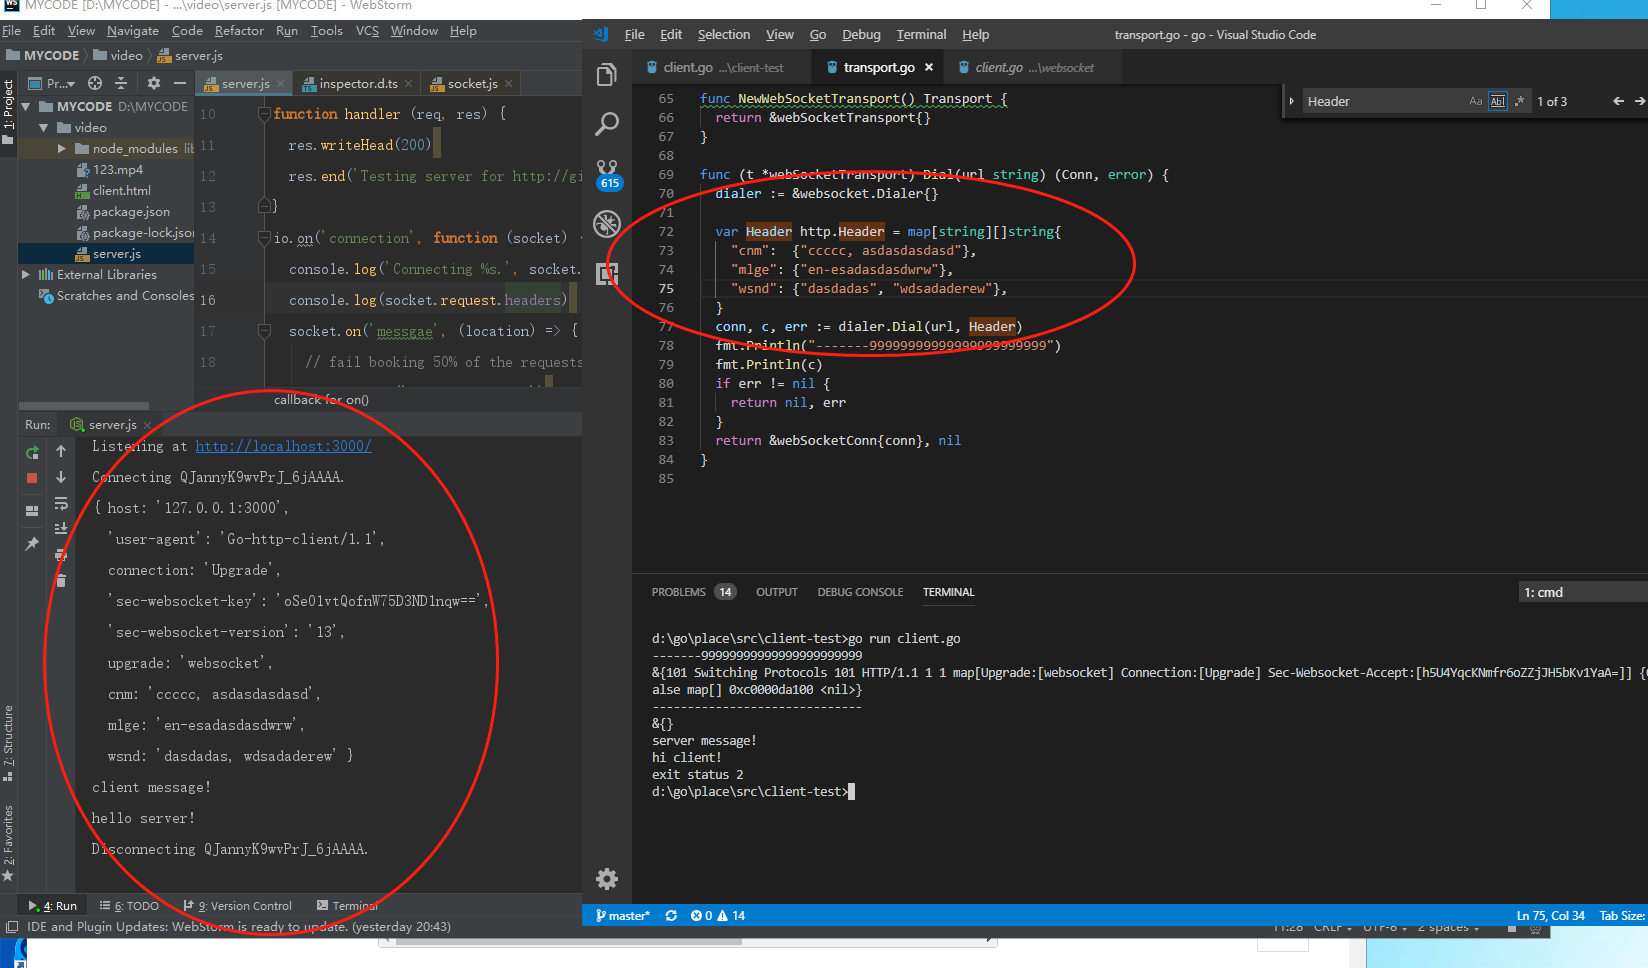 MYCODE [D:\MYCODE] - ...\video\server.js [MYCODE] - WebStorm
File Edit View Navigate Code Refactor Run Tools VCS Window Help
MYCODE video server.js
Pr...
server.js inspector.d.ts socket.js
1: Project
MYCODE D:\MYCODE
video
node_modules
123.mp4
client.html
package.json
package-lock.json
server.js
External Libraries
Scratches and Consoles
10 function handler (req, res) {
11 res.writeHead(200)
12 res.end('Testing server for http://gi
13 }
14 io.on('connection', function (socket)
15 console.log('Connecting %s.', socket.
16 console.log(socket.request.headers)
17 socket.on('messgae', (location) => {
18 // fail booking 50% of the requests
callback for on()
Run: server.js
Listening at http://localhost:3000/
Connecting QJannyK9wvPrJ_6jAAAA.
{ host: '127.0.0.1:3000',
'user-agent': 'Go-http-client/1.1',
connection: 'Upgrade',
'sec-websocket-key': 'oSe01vtQofnW75D3ND1nqw==',
'sec-websocket-version': '13',
upgrade: 'websocket',
cnm: 'ccccc, asdasdasdasd',
mlge: 'en-esadasdasdwrw',
wsnd: 'dasdadas, wdsadaderew' }
client message!
hello server!
Disconnecting QJannyK9wvPrJ_6jAAAA.
7: Structure
2: Favorites
4: Run 6: TODO 9: Version Control Terminal
IDE and Plugin Updates: WebStorm is ready to update. (yesterday 20:43)
11:28 CRLF UTF-8 2 spaces
File Edit Selection View Go Debug Terminal Help
transport.go - go - Visual Studio Code
client.go ...\client-test transport.go client.go ...\websocket
Header Aa Abl .* 1 of 3
615
65 func NewWebSocketTransport() Transport {
66 return &webSocketTransport{}
67 }
68
69 func (t *webSocketTransport) Dial(url string) (Conn, error) {
70 dialer := &websocket.Dialer{}
71
72 var Header http.Header = map[string][]string{
73 "cnm": {"ccccc, asdasdasdasd"},
74 "mlge": {"en-esadasdasdwrw"},
75 "wsnd": {"dasdadas", "wdsadaderew"},
76 }
77 conn, c, err := dialer.Dial(url, Header)
78 fmt.Println("-------99999999999999999999999")
79 fmt.Println(c)
80 if err != nil {
81 return nil, err
82 }
83 return &webSocketConn{conn}, nil
84 }
85
PROBLEMS 14 OUTPUT DEBUG CONSOLE TERMINAL
1: cmd
d:\go\place\src\client-test>go run client.go
-------99999999999999999999999
&{101 Switching Protocols 101 HTTP/1.1 1 1 map[Upgrade:[websocket] Connection:[Upgrade] Sec-Websocket-Accept:[h5U4YqcKNmfr6oZZjJH5bKv1YaA=]] {
alse map[] 0xc0000da100 <nil>}
------------------------------
&{}
server message!
hi client!
exit status 2
d:\go\place\src\client-test>
master* 0 14
Ln 75, Col 34 Tab Size: